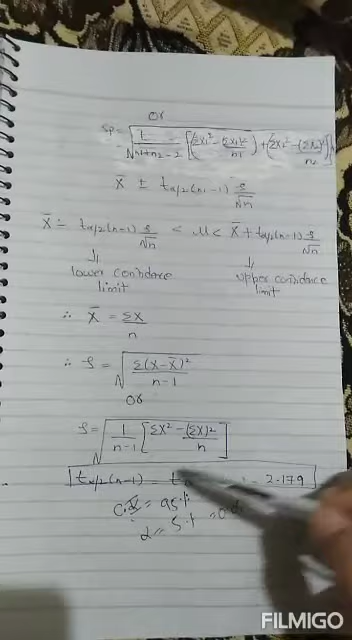 or
Sp = √ 1/n1+n2-2 [(Σx1² - (Σx1)²/n1) + (Σx2² - (Σx2)²/n2)]
x̄ ± tα/2(n-1) s/√n
x̄ - tα/2(n-1) s/√n < μ < x̄ + tα/2(n-1) s/√n
⇓ ⇓
lower confidence upper confidence
limit limit
∴ x̄ = Σx/n
∴ s = √ Σ(x-x̄)²/n-1
or
s = √ 1/n-1 [Σx² - (Σx)²/n]
tα/2(n-1) = 2.179
C.I = 95%
α = 5%
FILMIGO